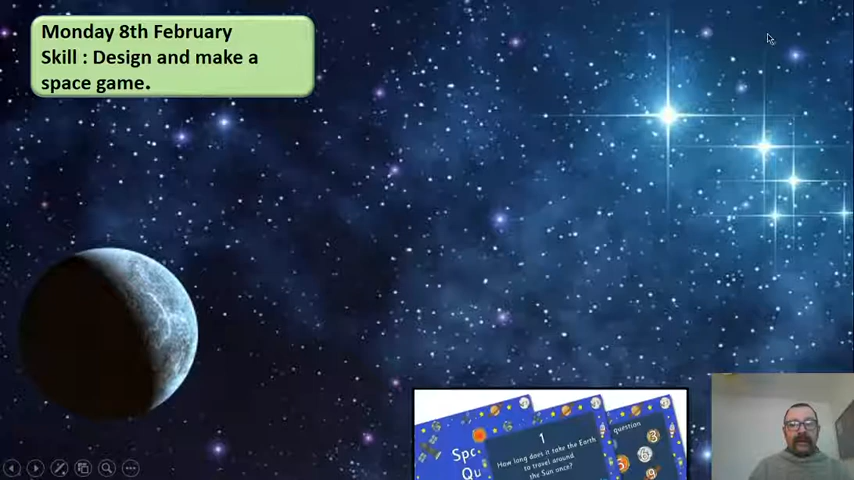 Monday 8th February
Skill : Design and make a
space game.
1
How long does it take the Earth
to travel around
the Sun once?
question